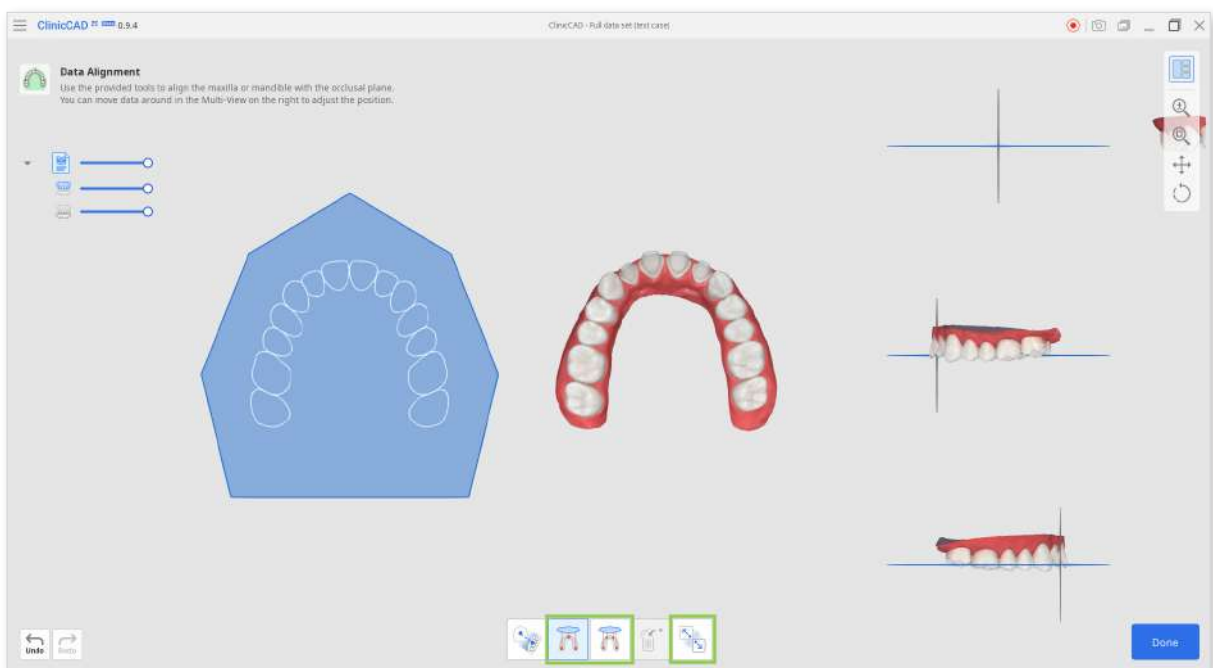 ClinicCAD 0.9.4
ClinicCAD - Full data set (test case)
Data Alignment
Use the provided tools to align the maxilla or mandible with the occlusal plane.
You can move data around in the Multi-View on the right to adjust the position.
Undo
Redo
Done